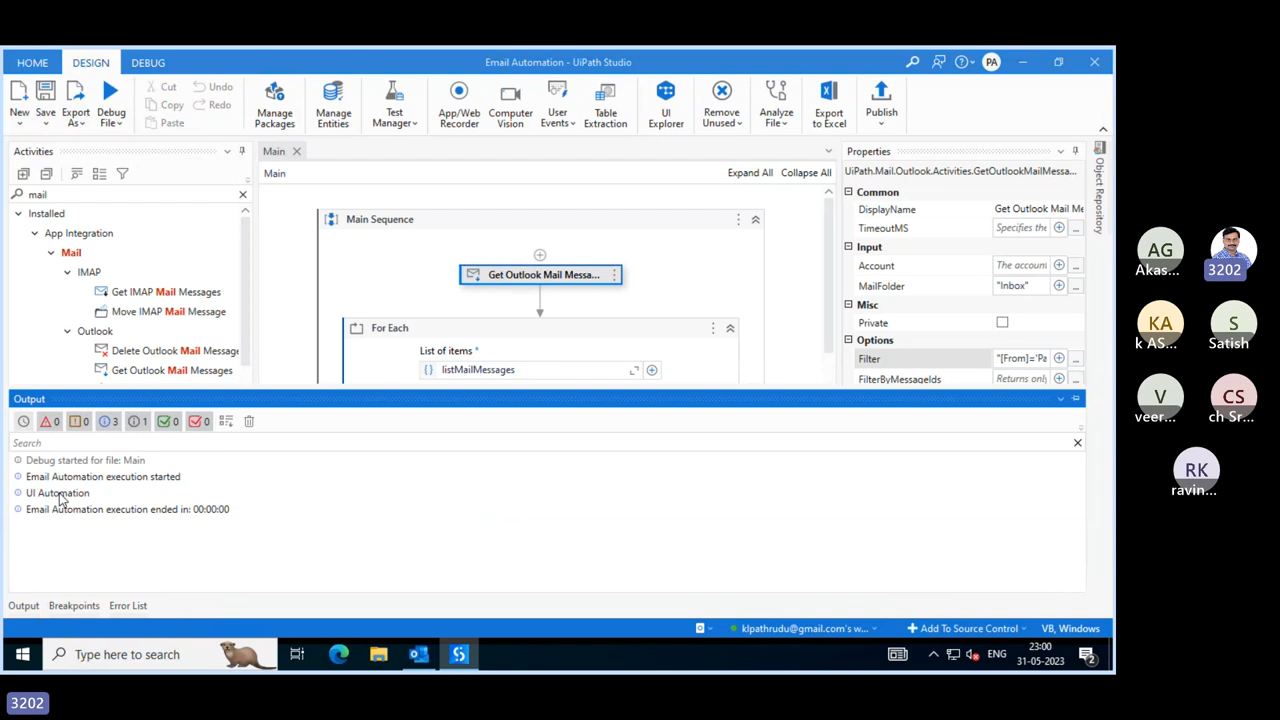 HOME
DESIGN
DEBUG
Email Automation - UiPath Studio
PA
New
Save
Export As
Debug File
Cut
Copy
Paste
Undo
Redo
Manage Packages
Manage Entities
Test Manager
App/Web Recorder
Computer Vision
User Events
Table Extraction
UI Explorer
Remove Unused
Analyze File
Export to Excel
Publish
Activities
mail
Installed
App Integration
Mail
IMAP
Get IMAP Mail Messages
Move IMAP Mail Message
Outlook
Delete Outlook Mail Message
Get Outlook Mail Messages
Main
Main
Expand All
Collapse All
Main Sequence
Get Outlook Mail Messa...
For Each
List of items *
listMailMessages
Properties
UiPath.Mail.Outlook.Activities.GetOutlookMailMessa...
Common
DisplayName
Get Outlook Mail Me
TimeoutMS
Specifies the
Input
Account
The accoun
MailFolder
"Inbox"
Misc
Private
Options
Filter
"[From]='Pa
FilterByMessageIds
Returns only
Object Repository
Output
0
0
3
1
0
0
Search
Debug started for file: Main
Email Automation execution started
UI Automation
Email Automation execution ended in: 00:00:00
Output
Breakpoints
Error List
klpathrudu@gmail.com's w...
Add To Source Control
VB, Windows
Type here to search
ENG
23:00
31-05-2023
2
AG
Akas...
3202
KA
k AS...
S
Satish
V
veer...
CS
ch Sr...
RK
ravin...
3202